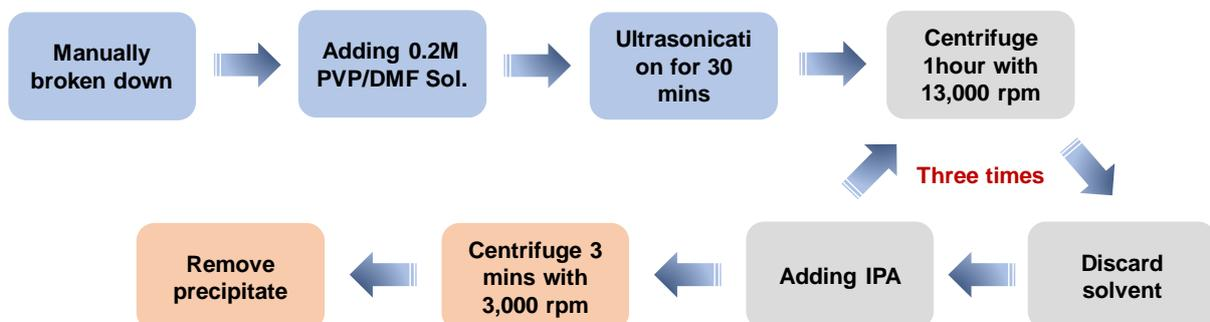 Manually
broken down
Adding 0.2M
PVP/DMF Sol.
Ultrasonicati
on for 30
mins
Centrifuge
1hour with
13,000 rpm
Three times
Discard
solvent
Adding IPA
Centrifuge 3
mins with
3,000 rpm
Remove
precipitate